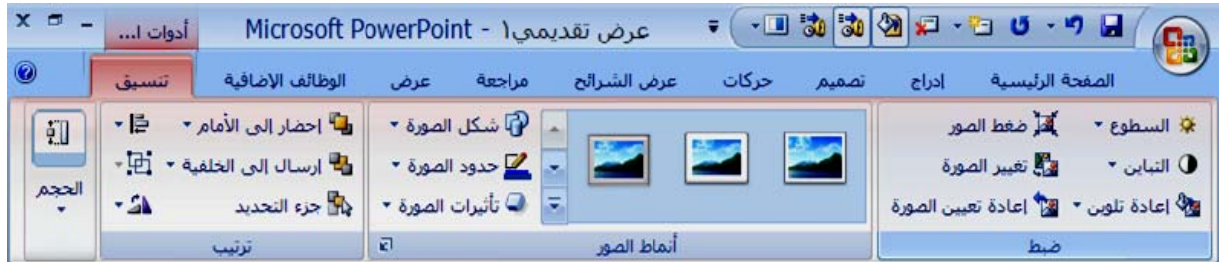 عرض تقديمي١ - Microsoft PowerPoint
أدوات ا...
الصفحة الرئيسية
إدراج
تصميم
حركات
عرض الشرائح
مراجعة
عرض
الوظائف الإضافية
تنسيق
السطوع
ضغط الصور
شكل الصورة
إحضار إلى الأمام
التباين
تغيير الصورة
حدود الصورة
إرسال إلى الخلفية
الحجم
إعادة تلوين
إعادة تعيين الصورة
تأثيرات الصورة
جزء التحديد
ضبط
أنماط الصور
ترتيب